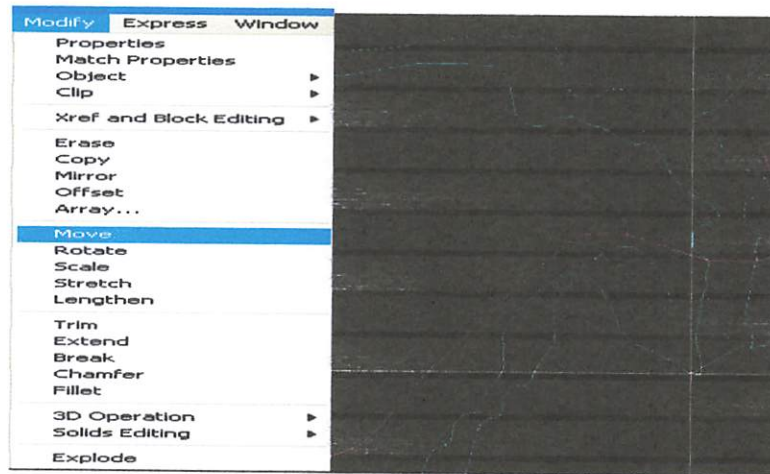 Modify Express Window
Properties
Match Properties
Object
Clip
Xref and Block Editing
Erase
Copy
Mirror
Offset
Array...
Move
Rotate
Scale
Stretch
Lengthen
Trim
Extend
Break
Chamfer
Fillet
3D Operation
Solids Editing
Explode